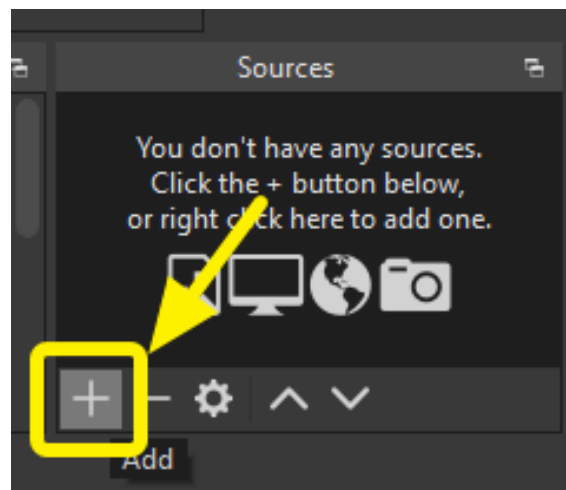 Sources
You don't have any sources.
Click the + button below,
or right click here to add one.
Add